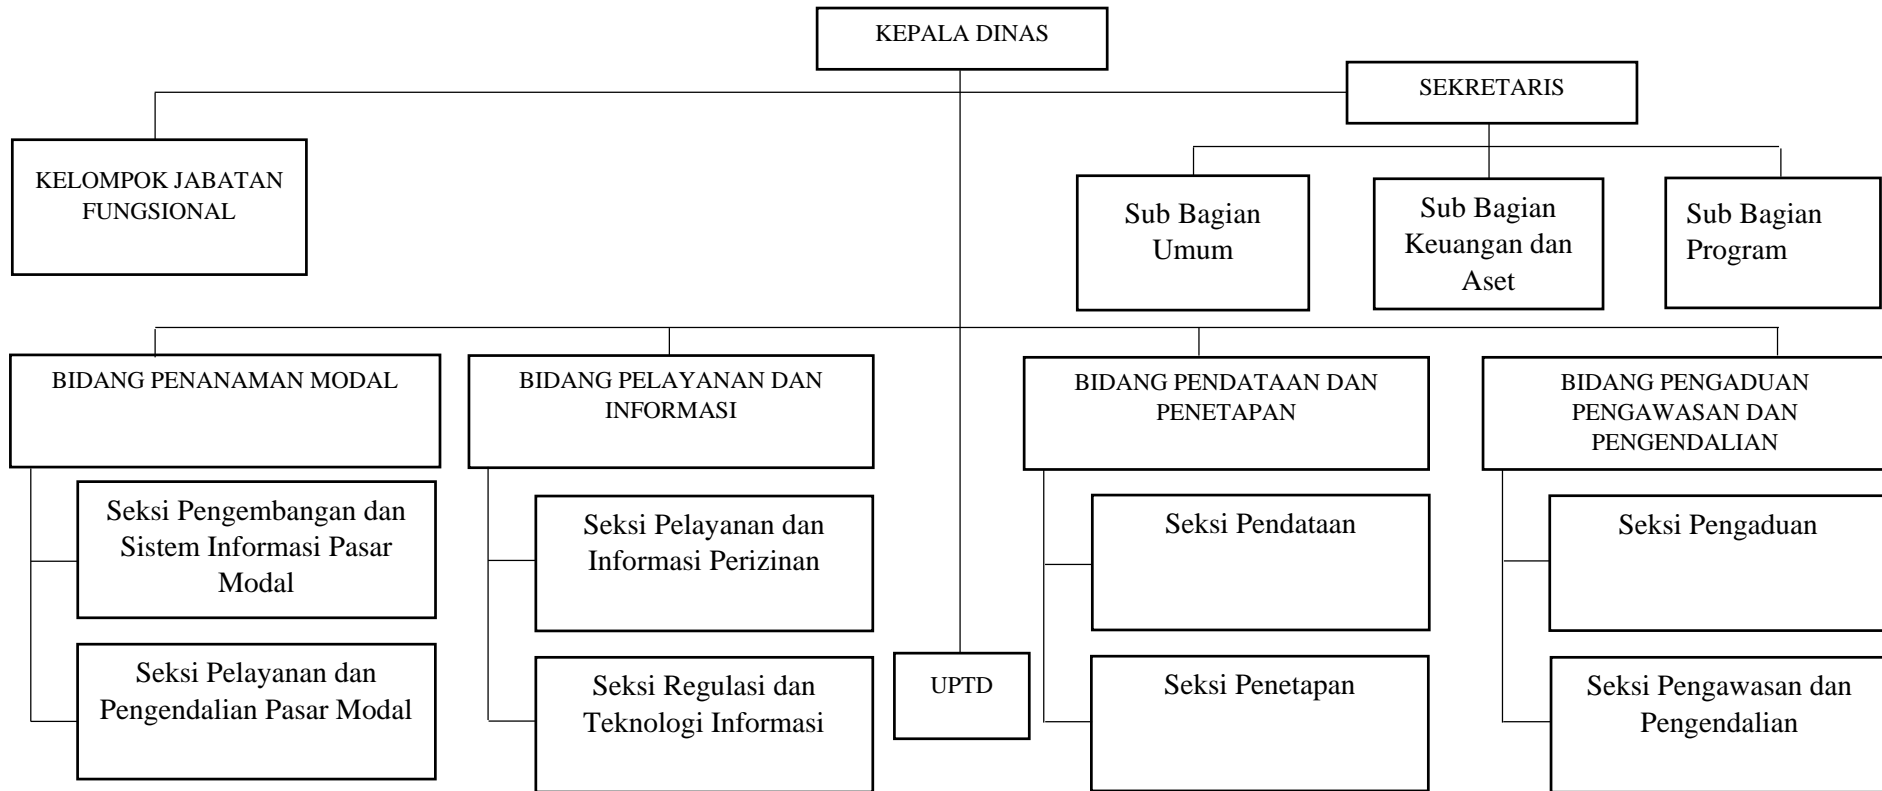 KEPALA DINAS
SEKRETARIS
KELOMPOK JABATAN
FUNGSIONAL
Sub Bagian
Umum
Sub Bagian
Keuangan dan
Aset
Sub Bagian
Program
BIDANG PENANAMAN MODAL
BIDANG PELAYANAN DAN
INFORMASI
BIDANG PENDATAAN DAN
PENETAPAN
BIDANG PENGADUAN
PENGAWASAN DAN
PENGENDALIAN
Seksi Pengembangan dan
Sistem Informasi Pasar
Modal
Seksi Pelayanan dan
Informasi Perizinan
Seksi Pendataan
Seksi Pengaduan
Seksi Pelayanan dan
Pengendalian Pasar Modal
Seksi Regulasi dan
Teknologi Informasi
UPTD
Seksi Penetapan
Seksi Pengawasan dan
Pengendalian